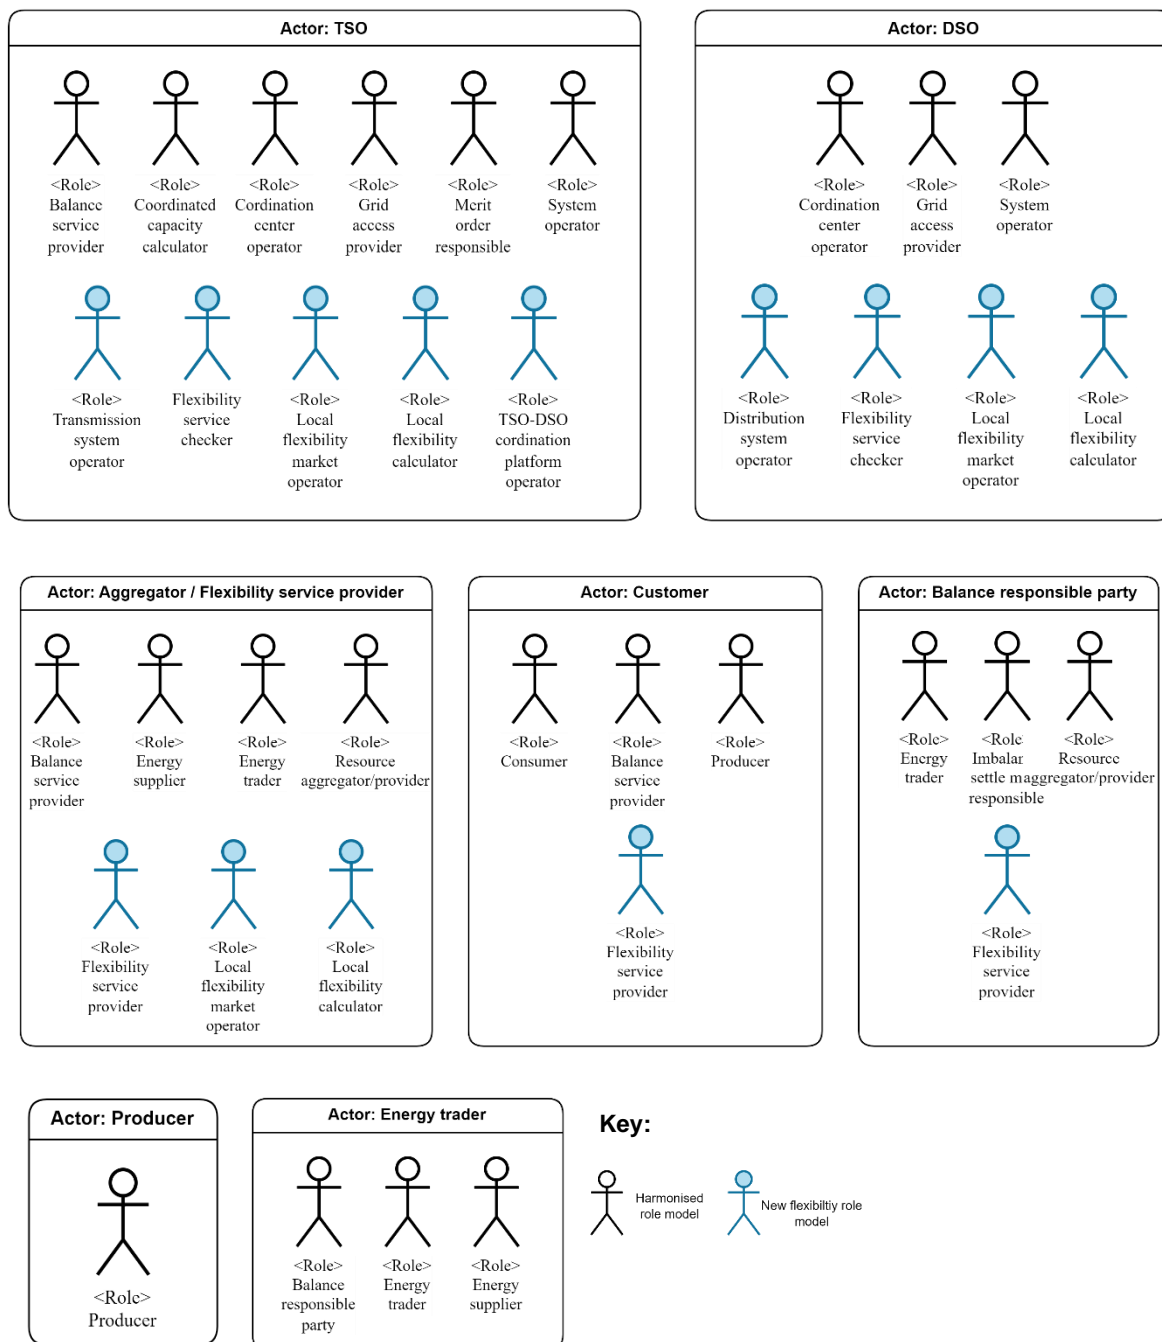 Actor: TSO
<Role>
Balance
service
provider
<Role>
Coordinated
capacity
calculator
<Role>
Cordination
center
operator
<Role>
Grid
access
provider
<Role>
Merit
order
responsible
<Role>
System
operator
<Role>
Transmission
system
operator
Flexibility
service
checker
<Role>
Local
flexibility
market
operator
<Role>
Local
flexibility
calculator
<Role>
TSO-DSO
cordination
platform
operator
Actor: DSO
<Role>
Cordination
center
operator
<Role>
Grid
access
provider
<Role>
System
operator
<Role>
Distribution
system
operator
<Role>
Flexibility
service
checker
<Role>
Local
flexibility
market
operator
<Role>
Local
flexibility
calculator
Actor: Aggregator / Flexibility service provider
<Role>
Balance
service
provider
<Role>
Energy
supplier
<Role>
Energy
trader
<Role>
Resource
aggregator/provider
<Role>
Flexibility
service
provider
<Role>
Local
flexibility
market
operator
<Role>
Local
flexibility
calculator
Actor: Customer
<Role>
Consumer
<Role>
Balance
service
provider
<Role>
Producer
<Role>
Flexibility
service
provider
Actor: Balance responsible party
<Role>
Energy
trader
<Role
Imbalan
settle m
responsible
<Role>
Resource
aggregator/provider
<Role>
Flexibility
service
provider
Actor: Producer
<Role>
Producer
Actor: Energy trader
<Role>
Balance
responsible
party
<Role>
Energy
trader
<Role>
Energy
supplier
Key:
Harmonised
role model
New flexibiltiy role
model